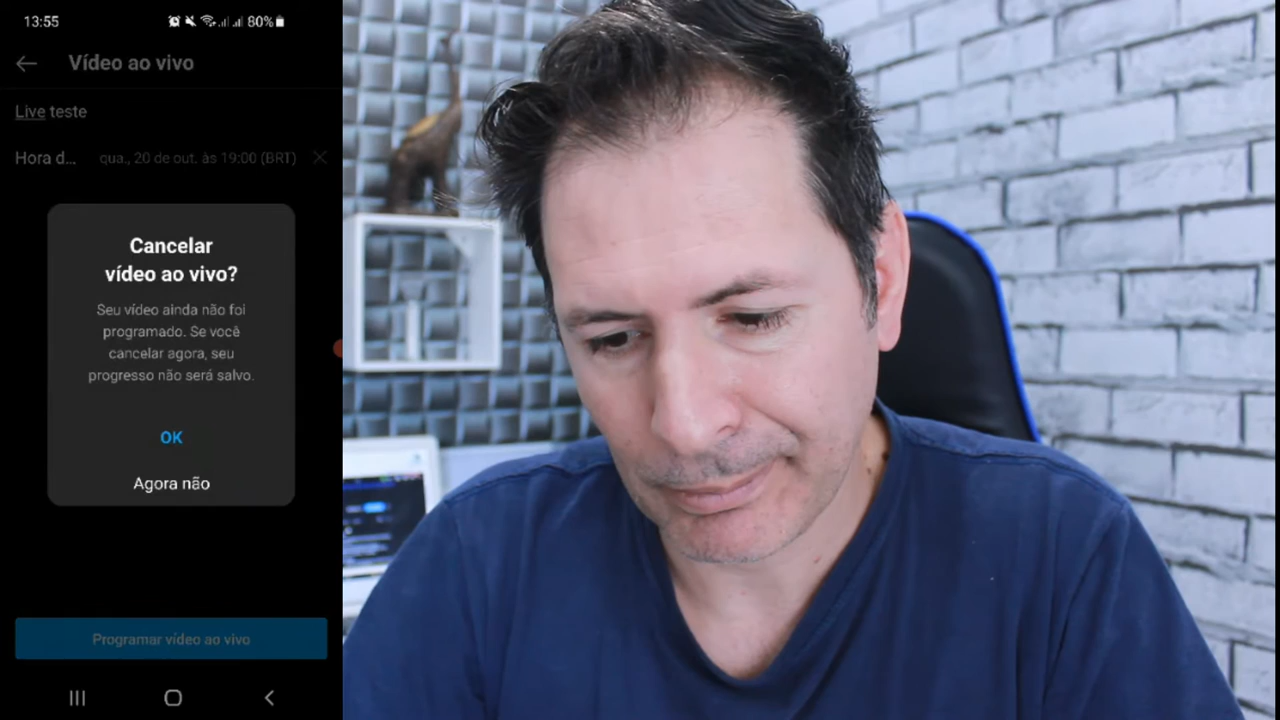 13:55
80%
Vídeo ao vivo
Live teste
Hora d... qua., 20 de out. às 19:00 (BRT)
Cancelar
vídeo ao vivo?
Seu vídeo ainda não foi
programado. Se você
cancelar agora, seu
progresso não será salvo.
OK
Agora não
Programar vídeo ao vivo